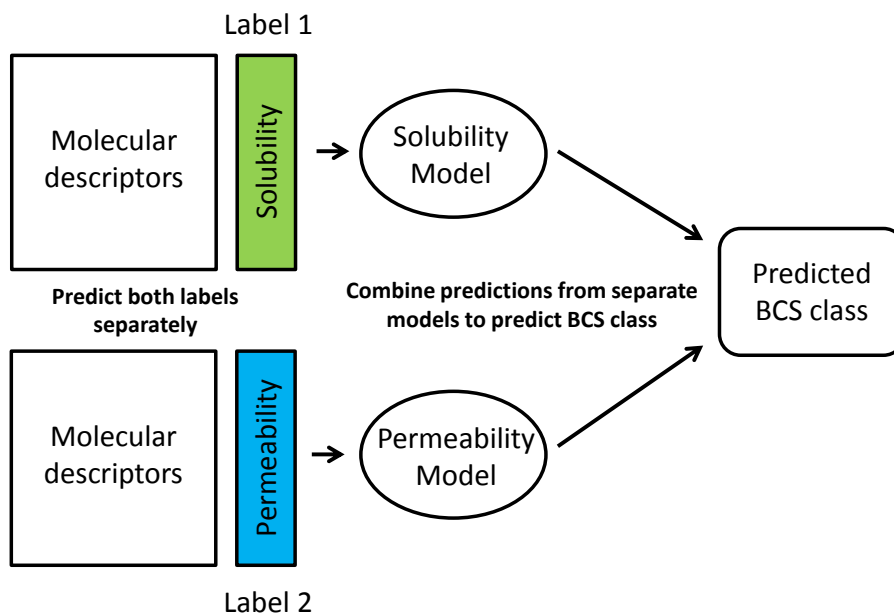 Label 1
Molecular
descriptors
Solubility
Solubility
Model
Predict both labels
separately
Combine predictions from separate
models to predict BCS class
Predicted
BCS class
Molecular
descriptors
Permeability
Permeability
Model
Label 2